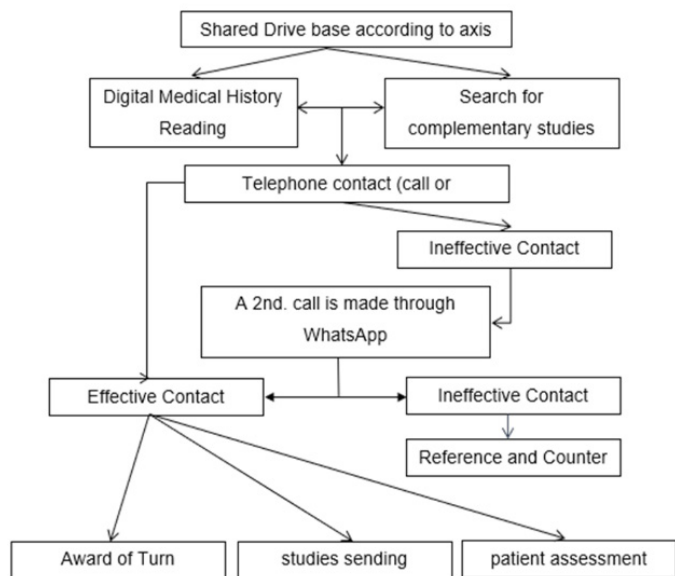 Shared Drive base according to axis
Digital Medical History
Reading
Search for
complementary studies
Telephone contact (call or
Ineffective Contact
A 2nd. call is made through
WhatsApp
Effective Contact
Ineffective Contact
Reference and Counter
Award of Turn
studies sending
patient assessment